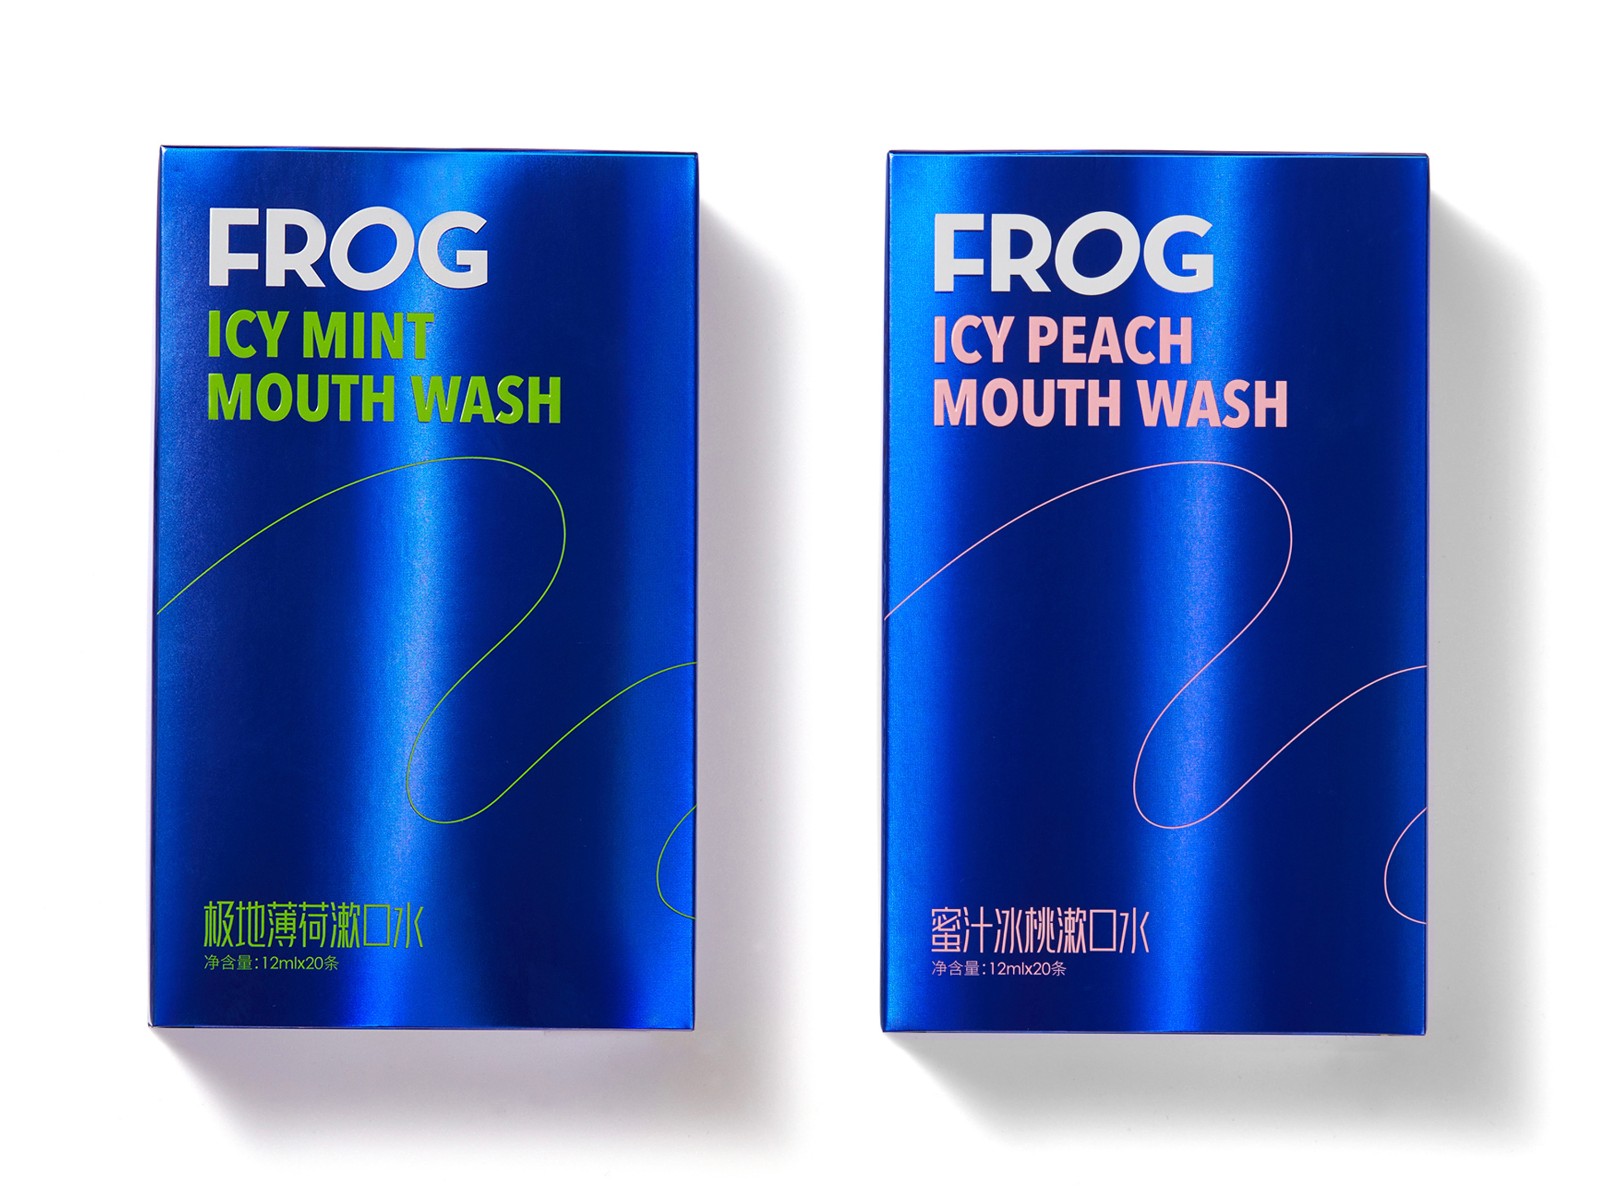 FROG
ICY MINT
MOUTH WASH
极地薄荷漱口水
净含量：12mlx20条
FROG
ICY PEACH
MOUTH WASH
蜜汁冰桃漱口水
净含量：12mlx20条